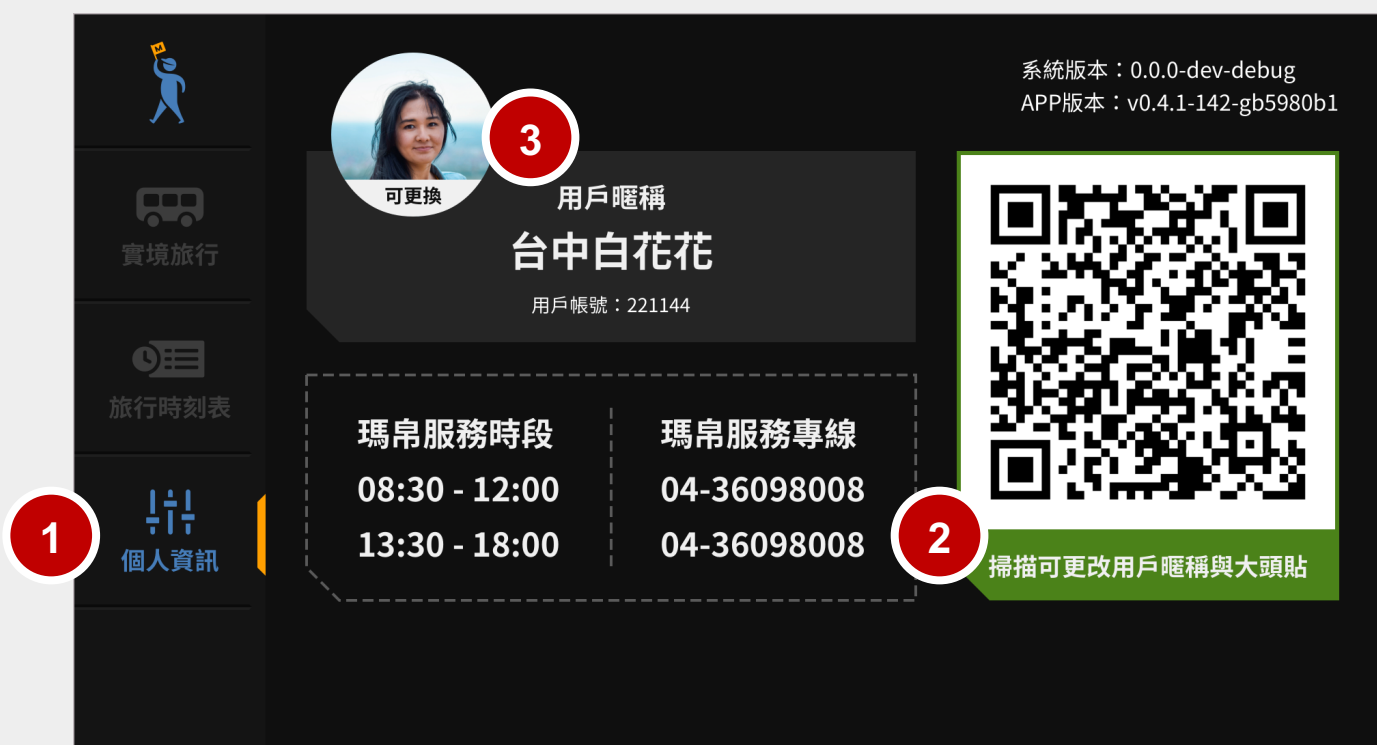 M
實境旅行
旅行時刻表
1
個人資訊
可更換
3
用戶暱稱
台中白花花
用戶帳號：221144
瑪帛服務時段
08:30 - 12:00
13:30 - 18:00
瑪帛服務專線
04-36098008
04-36098008
系統版本：0.0.0-dev-debug
APP版本：v0.4.1-142-gb5980b1
2
掃描可更改用戶暱稱與大頭貼